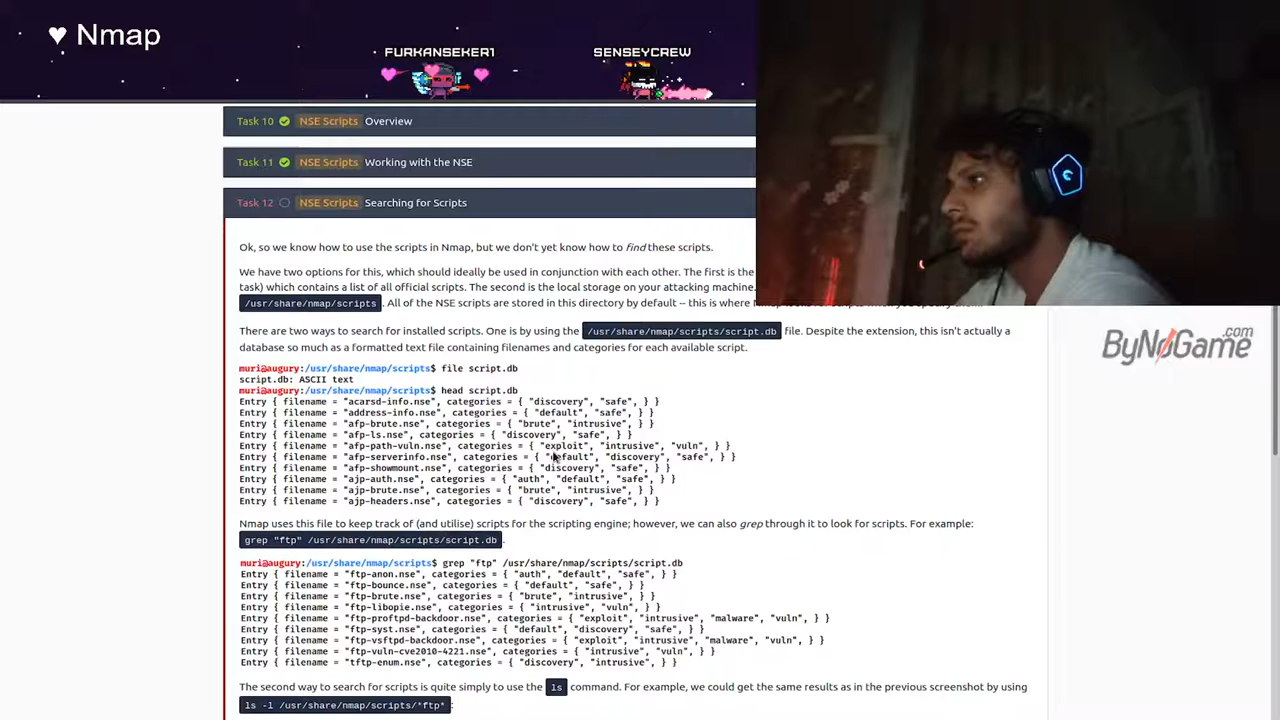 ♥ Nmap
FURKANSEKER1
SENSEYCREW
Task 10 NSE Scripts Overview
Task 11 NSE Scripts Working with the NSE
Task 12 NSE Scripts Searching for Scripts
Ok, so we know how to use the scripts in Nmap, but we don't yet know how to find these scripts.
We have two options for this, which should ideally be used in conjunction with each other. The first is the
task) which contains a list of all official scripts. The second is the local storage on your attacking machine.
/usr/share/nmap/scripts. All of the NSE scripts are stored in this directory by default -- this is where
ByNoGame.com
There are two ways to search for installed scripts. One is by using the /usr/share/nmap/scripts/script.db file. Despite the extension, this isn't actually a
database so much as a formatted text file containing filenames and categories for each available script.
muri@augury:/usr/share/nmap/scripts$ file script.db
script.db: ASCII text
muri@augury:/usr/share/nmap/scripts$ head script.db
Entry { filename = "acarsd-info.nse", categories = { "discovery", "safe", } }
Entry { filename = "address-info.nse", categories = { "default", "safe", } }
Entry { filename = "afp-brute.nse", categories = { "brute", "intrusive", } }
Entry { filename = "afp-ls.nse", categories = { "discovery", "safe", } }
Entry { filename = "afp-path-vuln.nse", categories = { "exploit", "intrusive", "vuln", } }
Entry { filename = "afp-serverinfo.nse", categories = { "default", "discovery", "safe", } }
Entry { filename = "afp-showmount.nse", categories = { "discovery", "safe", } }
Entry { filename = "ajp-auth.nse", categories = { "auth", "default", "safe", } }
Entry { filename = "ajp-brute.nse", categories = { "brute", "intrusive", } }
Entry { filename = "ajp-headers.nse", categories = { "discovery", "safe", } }
Nmap uses this file to keep track of (and utilise) scripts for the scripting engine; however, we can also grep through it to look for scripts. For example:
grep "ftp" /usr/share/nmap/scripts/script.db.
muri@augury:/usr/share/nmap/scripts$ grep "ftp" /usr/share/nmap/scripts/script.db
Entry { filename = "ftp-anon.nse", categories = { "auth", "default", "safe", } }
Entry { filename = "ftp-bounce.nse", categories = { "default", "safe", } }
Entry { filename = "ftp-brute.nse", categories = { "brute", "intrusive", } }
Entry { filename = "ftp-libopie.nse", categories = { "intrusive", "vuln", } }
Entry { filename = "ftp-proftpd-backdoor.nse", categories = { "exploit", "intrusive", "malware", "vuln", } }
Entry { filename = "ftp-syst.nse", categories = { "default", "discovery", "safe", } }
Entry { filename = "ftp-vsftpd-backdoor.nse", categories = { "exploit", "intrusive", "malware", "vuln", } }
Entry { filename = "ftp-vuln-cve2010-4221.nse", categories = { "intrusive", "vuln", } }
Entry { filename = "tftp-enum.nse", categories = { "discovery", "intrusive", } }
The second way to search for scripts is quite simply to use the ls command. For example, we could get the same results as in the previous screenshot by using
ls -l /usr/share/nmap/scripts/*ftp*: